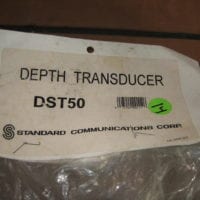 DEPTH TRANSDUCER
DST50
STANDARD COMMUNICATIONS CORP.